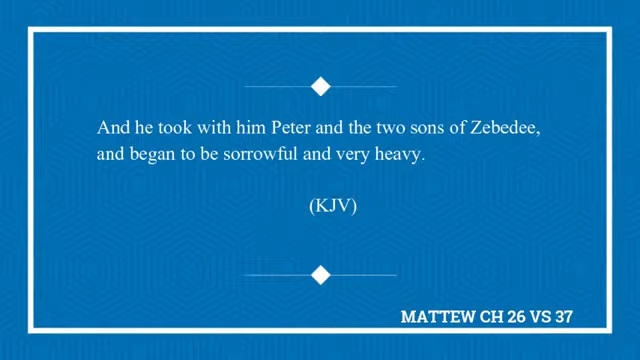 And he took with him Peter and the two sons of Zebedee,
and began to be sorrowful and very heavy.
(KJV)
MATTEW CH 26 VS 37